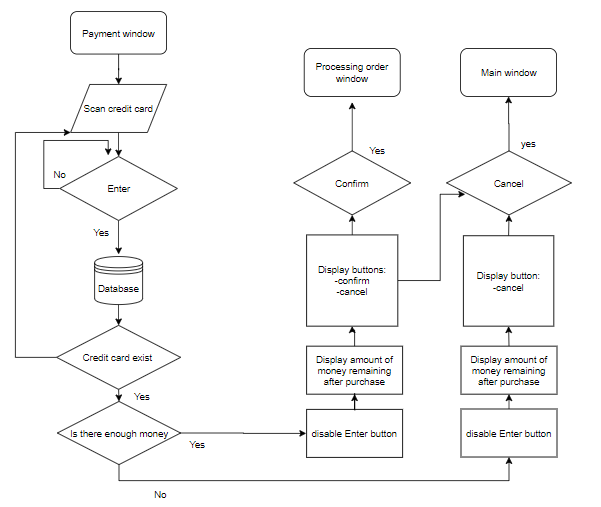 Payment window
Scan credit card
No
Enter
Yes
Database
Credit card exist
Yes
Is there enough money
Yes
No
Processing order
window
Yes
Confirm
Display buttons:
-confirm
-cancel
Display amount of
money remaining
after purchase
disable Enter button
Main window
yes
Cancel
Display button:
-cancel
Display amount of
money remaining
after purchase
disable Enter button